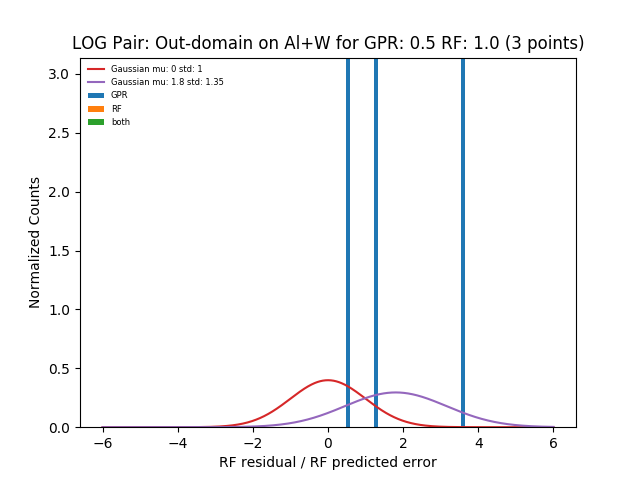 LOG Pair: Out-domain on Al+W for GPR: 0.5 RF: 1.0 (3 points)
Gaussian mu: 0 std: 1
Gaussian mu: 1.8 std: 1.35
GPR
RF
both
3.0
2.5
2.0
1.5
1.0
0.5
0.0
Normalized Counts
−6
−4
−2
0
2
4
6
RF residual / RF predicted error